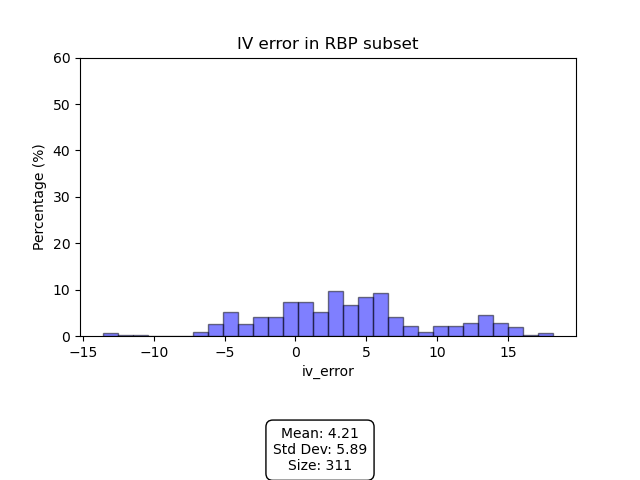 IV error in RBP subset
60
50
40
30
20
10
0
Percentage (%)
−15
−10
−5
0
5
10
15
iv_error
Mean: 4.21
Std Dev: 5.89
Size: 311